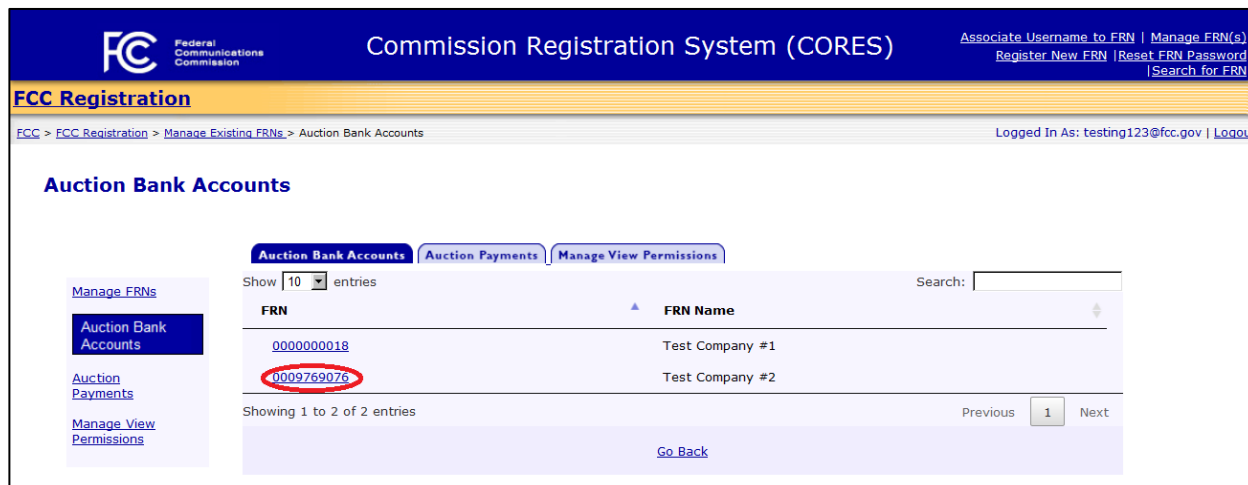 FCC
Federal
Communications
Commission
Commission Registration System (CORES)
Associate Username to FRN | Manage FRN(s)
Register New FRN |Reset FRN Password
|Search for FRN
FCC Registration
FCC > FCC Registration > Manage Existing FRNs > Auction Bank Accounts
Logged In As: testing123@fcc.gov | Logou
Auction Bank Accounts
Auction Bank Accounts Auction Payments Manage View Permissions
Manage FRNs
Auction Bank
Accounts
Auction
Payments
Manage View
Permissions
Show 10 entries
Search:
FRN FRN Name
0000000018 Test Company #1
0009769076 Test Company #2
Showing 1 to 2 of 2 entries
Previous 1 Next
Go Back